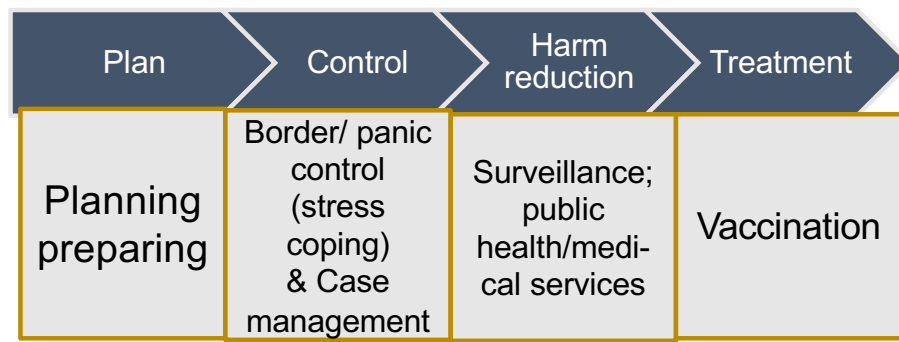 Plan
Control
Harm
reduction
Treatment
Planning
preparing
Border/ panic
control
(stress
coping)
& Case
management
Surveillance;
public
health/medi-
cal services
Vaccination